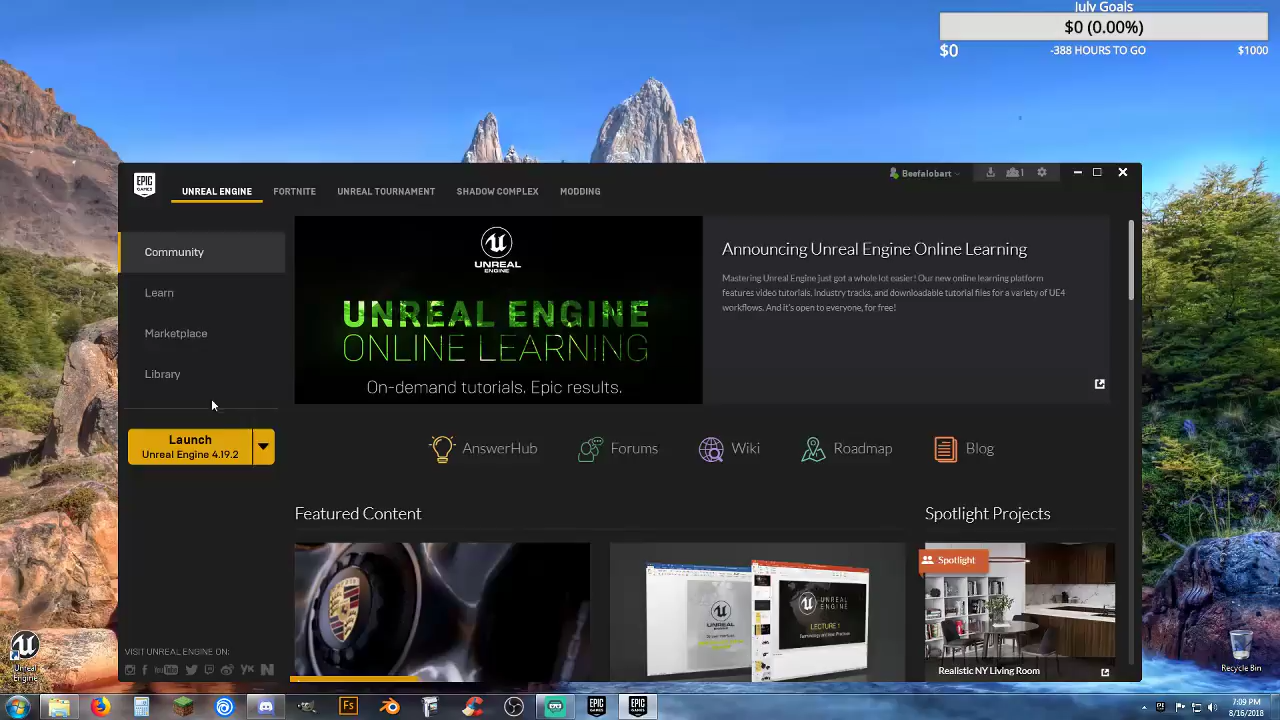 July Goals
$0 (0.00%)
$0
-388 HOURS TO GO
$1000
EPIC GAMES
UNREAL ENGINE
FORTNITE
UNREAL TOURNAMENT
SHADOW COMPLEX
MODDING
Beefalobart
1
Community
Learn
Marketplace
Library
Launch
Unreal Engine 4.19.2
UNREAL
ENGINE
UNREAL ENGINE
ONLINE LEARNING
On-demand tutorials. Epic results.
Announcing Unreal Engine Online Learning
Mastering Unreal Engine just got a whole lot easier! Our new online learning platform
features video tutorials, industry tracks, and downloadable tutorial files for a variety of UE4
workflows. And it's open to everyone, for free!
AnswerHub
Forums
Wiki
Roadmap
Blog
Featured Content
Spotlight Projects
Spotlight
PORSCHE
UNREAL
ENGINE
LECTURE 1
Realistic NY Living Room
VISIT UNREAL ENGINE ON:
Unreal
Engine
Recycle Bin
Fs
7:09 PM
8/16/2018